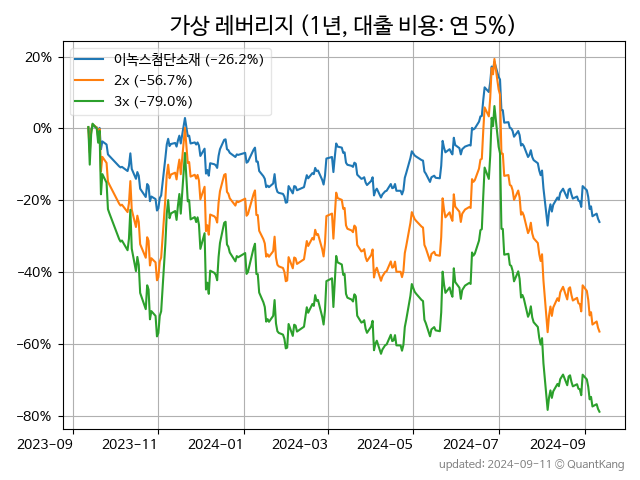 가상 레버리지 (1년, 대출 비용: 연 5%)
이녹스첨단소재 (−26.2%)
2x (−56.7%)
3x (−79.0%)
20%
0%
−20%
−40%
−60%
−80%
2023-09 2023-11 2024-01 2024-03 2024-05 2024-07 2024-09
updated: 2024-09-11 © QuantKang